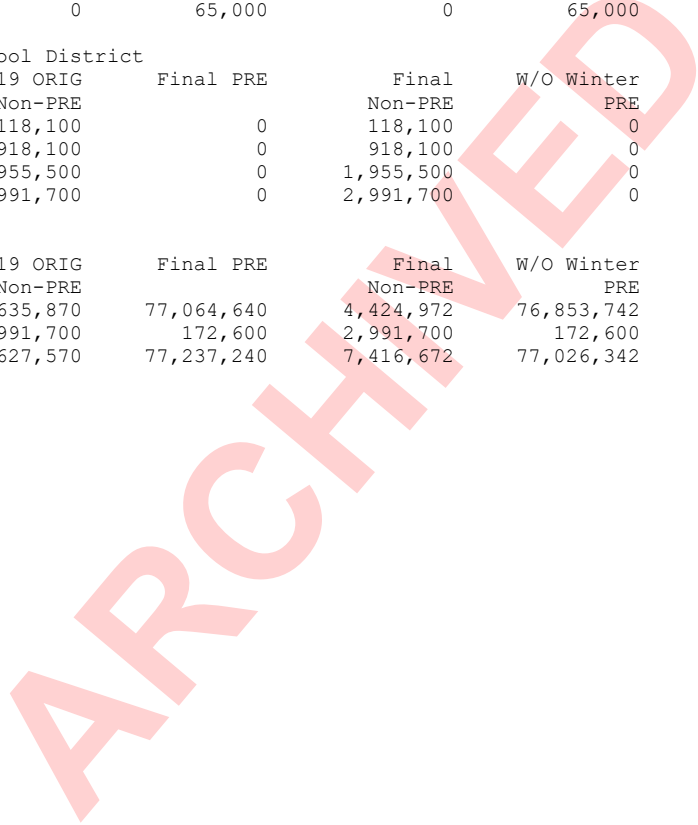 0 65,000 0 65,000
ool District
19 ORIG Final PRE Final W/O Winter
Non-PRE Non-PRE PRE
118,100 0 118,100 0
918,100 0 918,100 0
955,500 0 1,955,500 0
991,700 0 2,991,700 0
19 ORIG Final PRE Final W/O Winter
Non-PRE Non-PRE PRE
635,870 77,064,640 4,424,972 76,853,742
991,700 172,600 2,991,700 172,600
627,570 77,237,240 7,416,672 77,026,342
ARCHIVED